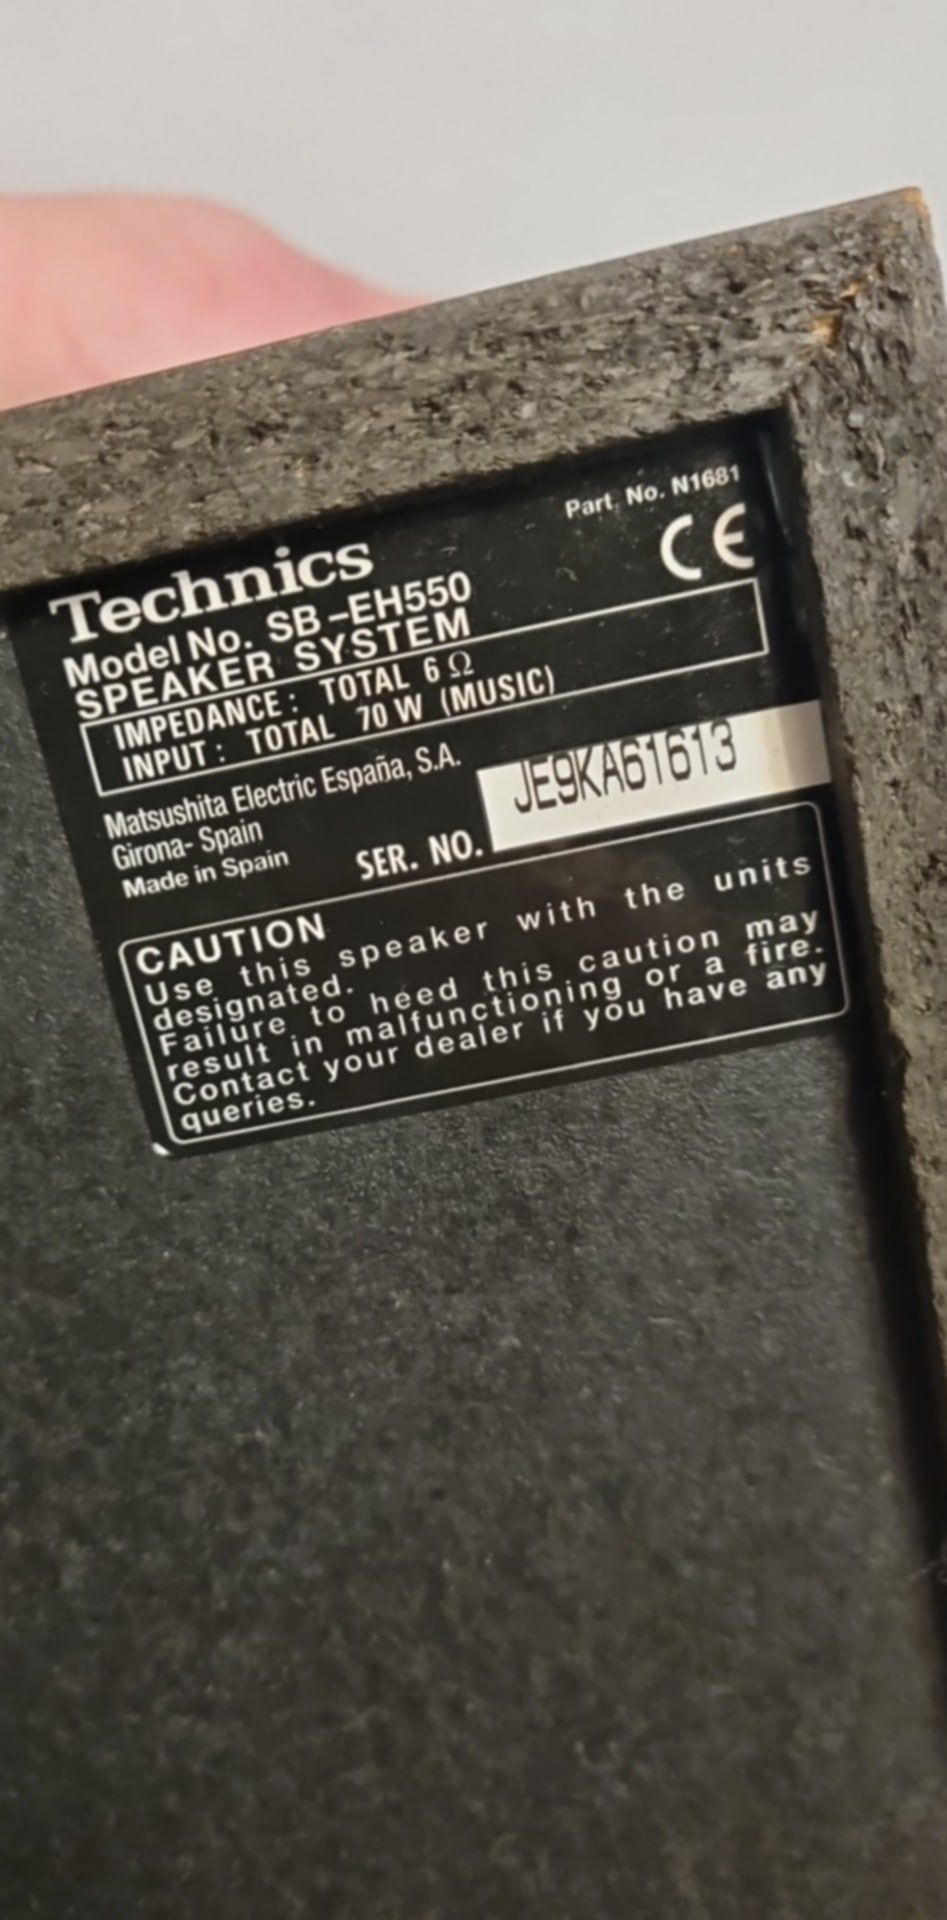 Part. No. N1681
Technics
CE
Model No. SB-EH550
SPEAKER SYSTEM
IMPEDANCE : TOTAL 6 Ω
INPUT : TOTAL 70 W (MUSIC)
Matsushita Electric España, S.A.
Girona- Spain
Made in Spain
SER. NO. JE9KA61613
CAUTION
Use this speaker with the units
designated.
Failure to heed this caution may
result in malfunctioning or a fire.
Contact your dealer if you have any
queries.